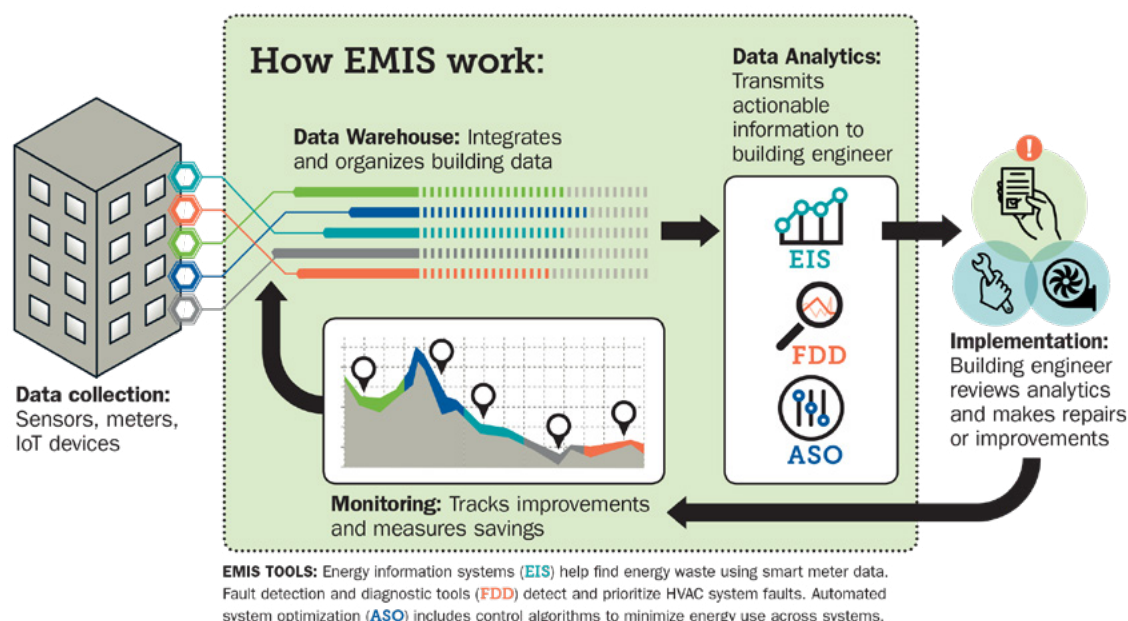 How EMIS work:
Data Warehouse: Integrates
and organizes building data
Data Analytics:
Transmits
actionable
information to
building engineer
EIS
FDD
ASO
!
Data collection:
Sensors, meters,
IoT devices
Implementation:
Building engineer
reviews analytics
and makes repairs
or improvements
Monitoring: Tracks improvements
and measures savings
EMIS TOOLS: Energy information systems (EIS) help find energy waste using smart meter data.
Fault detection and diagnostic tools (FDD) detect and prioritize HVAC system faults. Automated
system optimization (ASO) includes control algorithms to minimize energy use across systems.